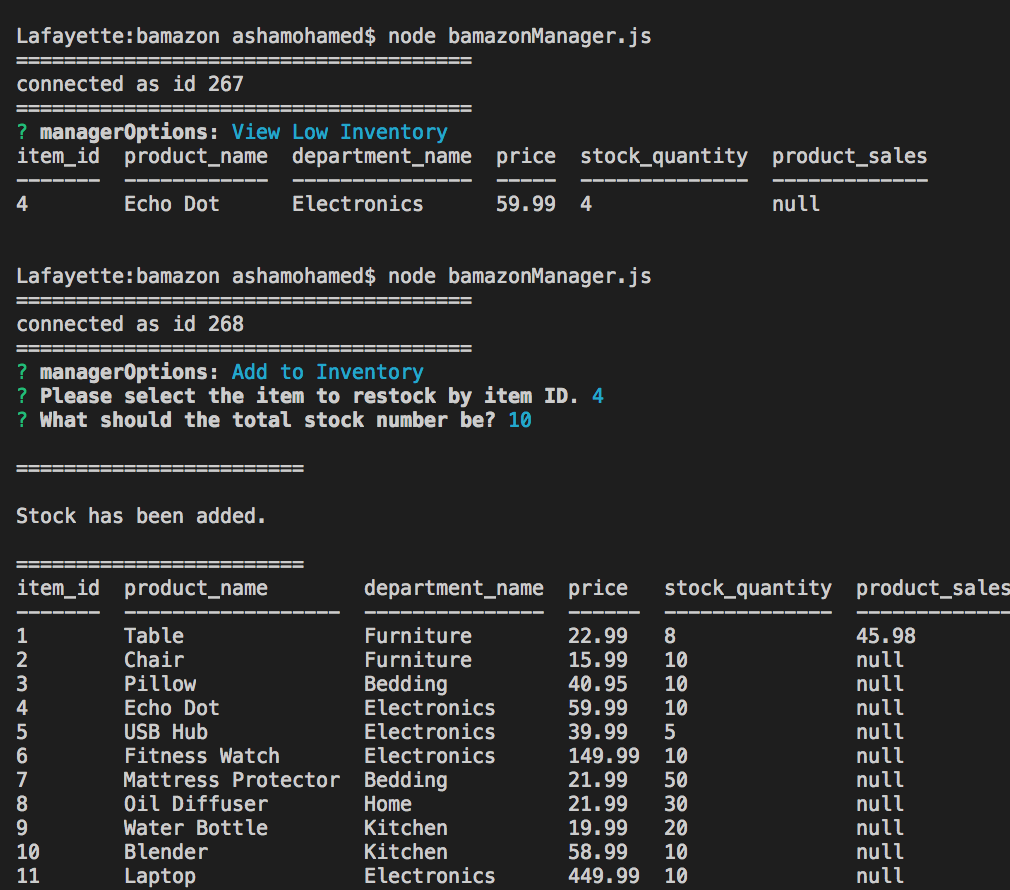 Lafayette:bamazon ashamohamed$ node bamazonManager.js
======================================
connected as id 267
======================================
? managerOptions: View Low Inventory
item_id  product_name  department_name  price  stock_quantity  product_sales
-------  ------------  ---------------  -----  --------------  -------------
4        Echo Dot      Electronics      59.99  4               null
Lafayette:bamazon ashamohamed$ node bamazonManager.js
======================================
connected as id 268
======================================
? managerOptions: Add to Inventory
? Please select the item to restock by item ID. 4
? What should the total stock number be? 10
========================
Stock has been added.
========================
item_id  product_name        department_name  price   stock_quantity  product_sales
-------  ------------------  ---------------  ------  --------------  -------------
1        Table               Furniture        22.99   8               45.98
2        Chair               Furniture        15.99   10              null
3        Pillow              Bedding          40.95   10              null
4        Echo Dot            Electronics      59.99   10              null
5        USB Hub             Electronics      39.99   5               null
6        Fitness Watch       Electronics      149.99  10              null
7        Mattress Protector  Bedding          21.99   50              null
8        Oil Diffuser        Home             21.99   30              null
9        Water Bottle        Kitchen          19.99   20              null
10       Blender             Kitchen          58.99   10              null
11       Laptop              Electronics      449.99  10              null